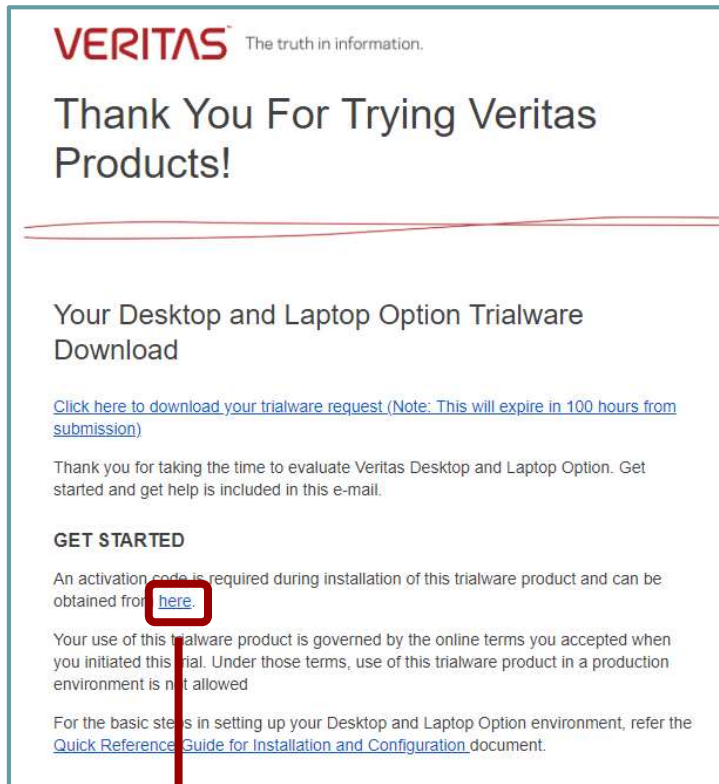 VERITAS™ The truth in information.
Thank You For Trying Veritas
Products!
Your Desktop and Laptop Option Trialware
Download
Click here to download your trialware request (Note: This will expire in 100 hours from
submission)
Thank you for taking the time to evaluate Veritas Desktop and Laptop Option. Get
started and get help is included in this e-mail.
GET STARTED
An activation code is required during installation of this trialware product and can be
obtained from here.
Your use of this trialware product is governed by the online terms you accepted when
you initiated this trial. Under those terms, use of this trialware product in a production
environment is not allowed
For the basic steps in setting up your Desktop and Laptop Option environment, refer the
Quick Reference Guide for Installation and Configuration document.